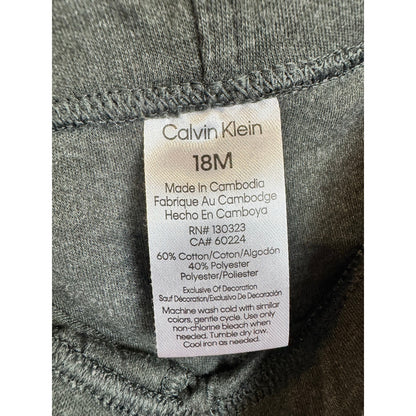 Calvin Klein
18M
Made In Cambodia
Fabrique Au Cambodge
Hecho En Camboya
RN# 130323
CA# 60224
60% Cotton/Coton/Algodón
40% Polyester
Polyester/Poliester
Exclusive Of Decoration
Sauf Décoration/Exclusivo De Decoración
Machine wash cold with similar
colors, gentle cycle. Use only
non-chlorine bleach when
needed. Tumble dry low.
Cool iron as needed.